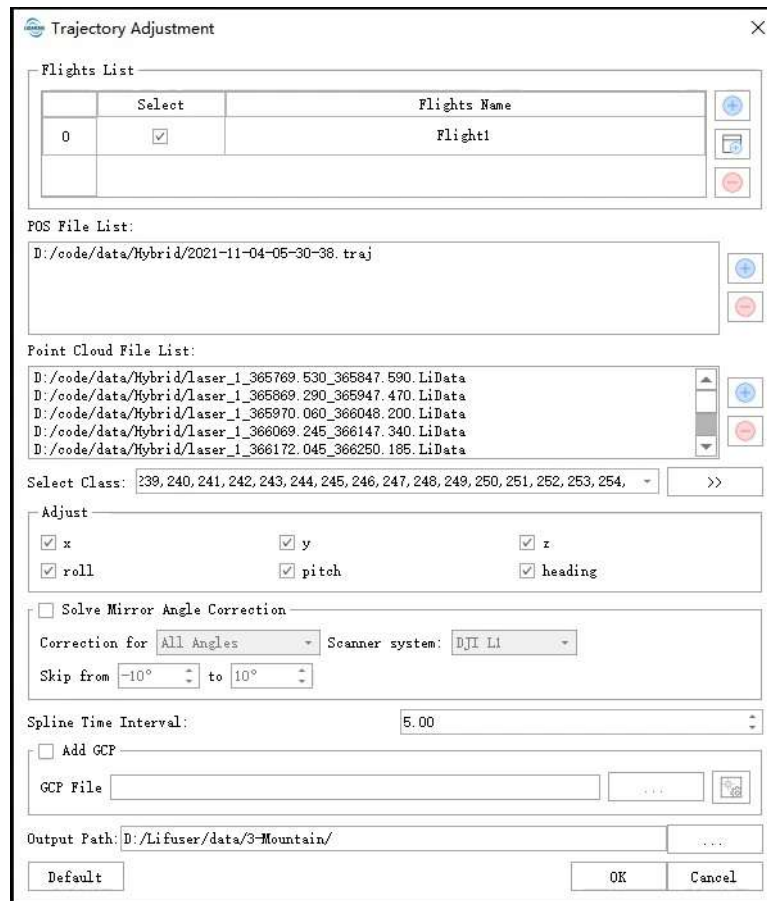 Trajectory Adjustment
Flights List
Select Flights Name
0 Flight1
POS File List:
D:/code/data/Hybrid/2021-11-04-05-30-38.traj
Point Cloud File List:
D:/code/data/Hybrid/laser_1_365769.530_365847.590.LiData
D:/code/data/Hybrid/laser_1_365869.290_365947.470.LiData
D:/code/data/Hybrid/laser_1_365970.060_366048.200.LiData
D:/code/data/Hybrid/laser_1_366069.245_366147.340.LiData
D:/code/data/Hybrid/laser_1_366172.045_366250.185.LiData
Select Class: 239, 240, 241, 242, 243, 244, 245, 246, 247, 248, 249, 250, 251, 252, 253, 254, >>
Adjust
x y z
roll pitch heading
Solve Mirror Angle Correction
Correction for All Angles Scanner system: DJI L1
Skip from -10° to 10°
Spline Time Interval: 5.00
Add GCP
GCP File ...
Output Path: D:/Lifuser/data/3-Mountain/ ...
Default OK Cancel